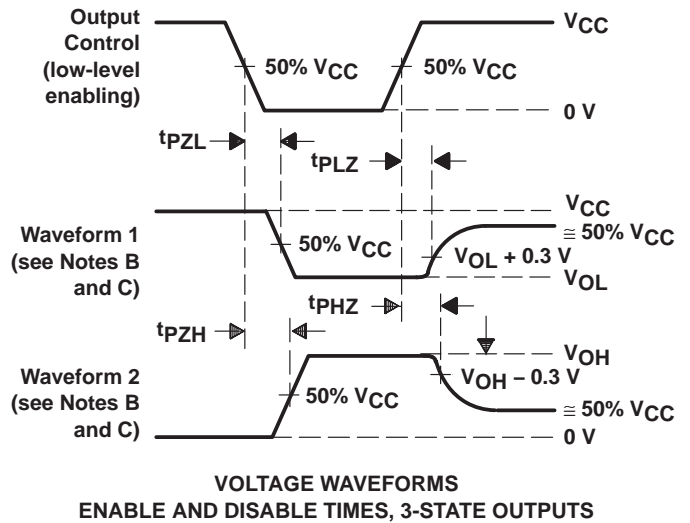 Output
Control
(low-level
enabling)
VCC
50% VCC
50% VCC
0 V
tPZL
tPLZ
VCC
Waveform 1
(see Notes B
and C)
50% VCC
≅ 50% VCC
VOL + 0.3 V
VOL
tPHZ
tPZH
VOH
Waveform 2
(see Notes B
and C)
50% VCC
VOH – 0.3 V
≅ 50% VCC
0 V
VOLTAGE WAVEFORMS
ENABLE AND DISABLE TIMES, 3-STATE OUTPUTS